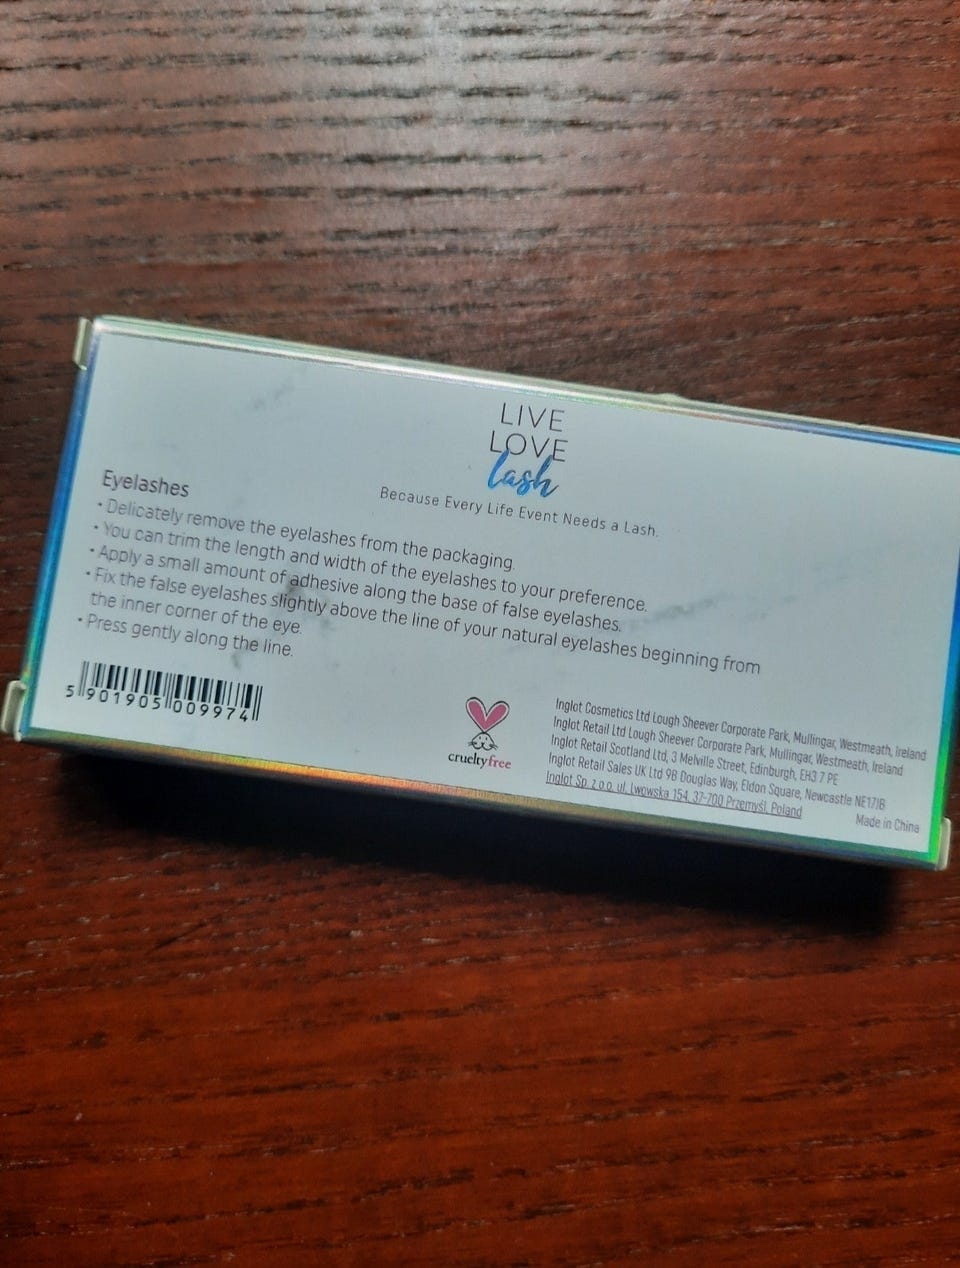 LIVE
LOVE
lash
Because Every Life Event Needs a Lash.
Eyelashes
• Delicately remove the eyelashes from the packaging.
• You can trim the length and width of the eyelashes to your preference.
• Apply a small amount of adhesive along the base of false eyelashes.
• Fix the false eyelashes slightly above the line of your natural eyelashes beginning from
the inner corner of the eye.
• Press gently along the line.
5 901905 009974
crueltyfree
Inglot Cosmetics Ltd Lough Sheever Corporate Park, Mullingar, Westmeath, Ireland
Inglot Retail Ltd Lough Sheever Corporate Park, Mullingar, Westmeath, Ireland
Inglot Retail Scotland Ltd, 3 Melville Street, Edinburgh, EH3 7 PE
Inglot Retail Sales UK Ltd 9B Douglas Way, Eldon Square, Newcastle NE17JB
Inglot Sp. z o.o. ul. Lwowska 154, 37-700 Przemyśl, Poland
Made in China